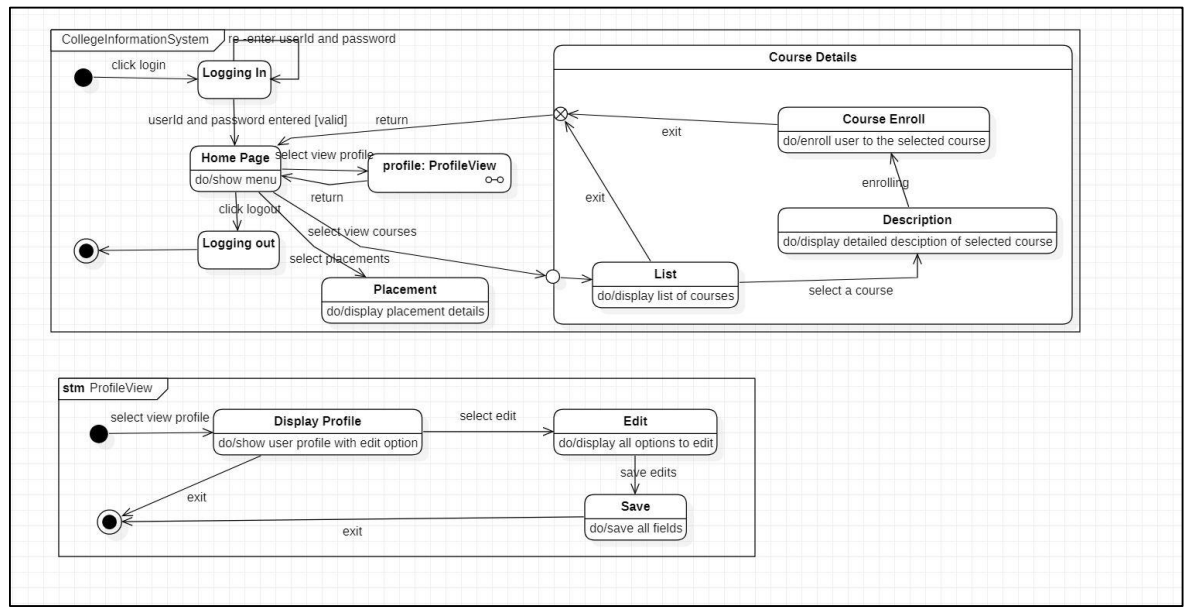 CollegeInformationSystem
re -enter userId and password
click login
Logging In
Course Details
userId and password entered [valid]
return
exit
Course Enroll
do/enroll user to the selected course
Home Page
do/show menu
select view profile
profile: ProfileView
return
enrolling
exit
click logout
Description
do/display detailed desciption of selected course
select view courses
Logging out
select placements
List
do/display list of courses
select a course
Placement
do/display placement details
stm ProfileView
select view profile
Display Profile
do/show user profile with edit option
select edit
Edit
do/display all options to edit
save edits
exit
Save
do/save all fields
exit